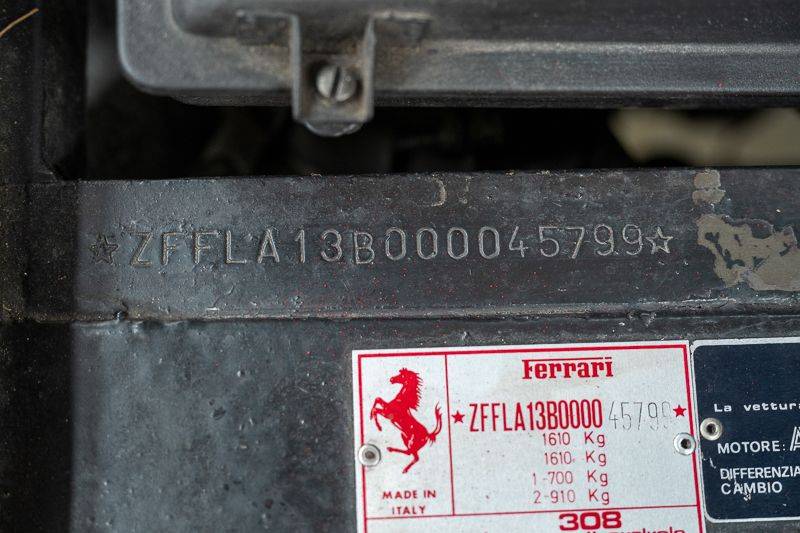 ☆ZFFLA13B000045799☆
Ferrari
★ZFFLA13B0000 45799★
1610 Kg
1610 Kg
1-700 Kg
2-910 Kg
MADE IN
ITALY
308
La vettura
MOTORE: A
DIFFERENZIA
CAMBIO